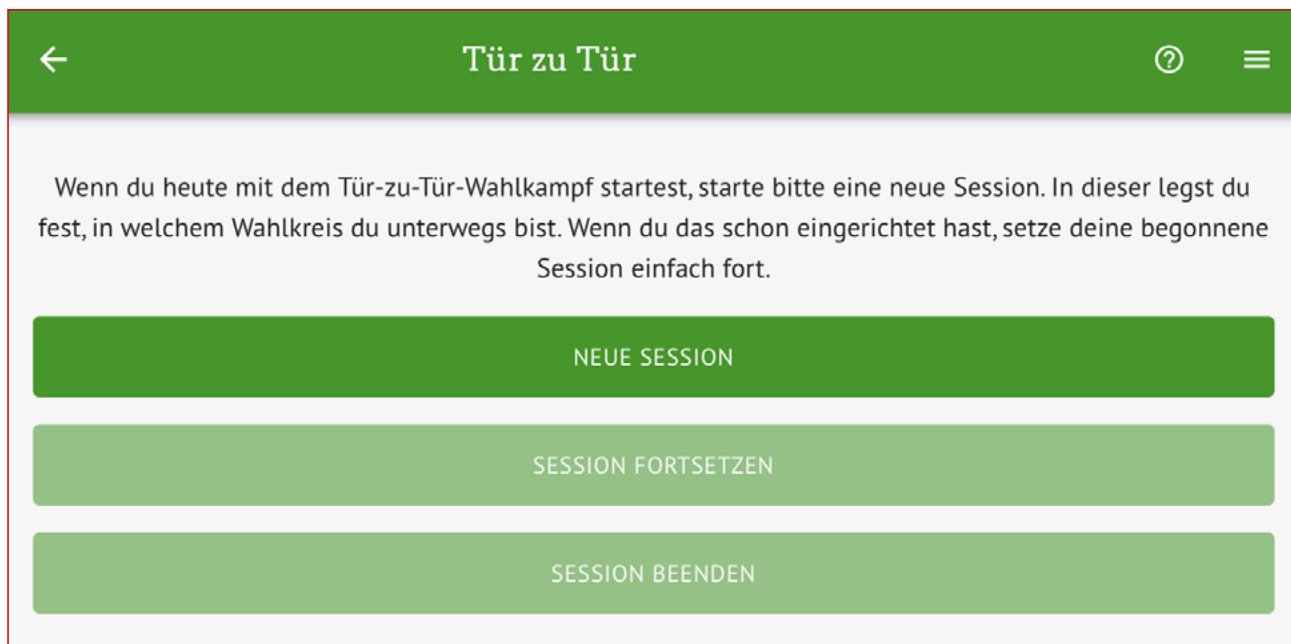 Tür zu Tür
Wenn du heute mit dem Tür-zu-Tür-Wahlkampf startest, starte bitte eine neue Session. In dieser legst du
fest, in welchem Wahlkreis du unterwegs bist. Wenn du das schon eingerichtet hast, setze deine begonnene
Session einfach fort.
NEUE SESSION
SESSION FORTSETZEN
SESSION BEENDEN